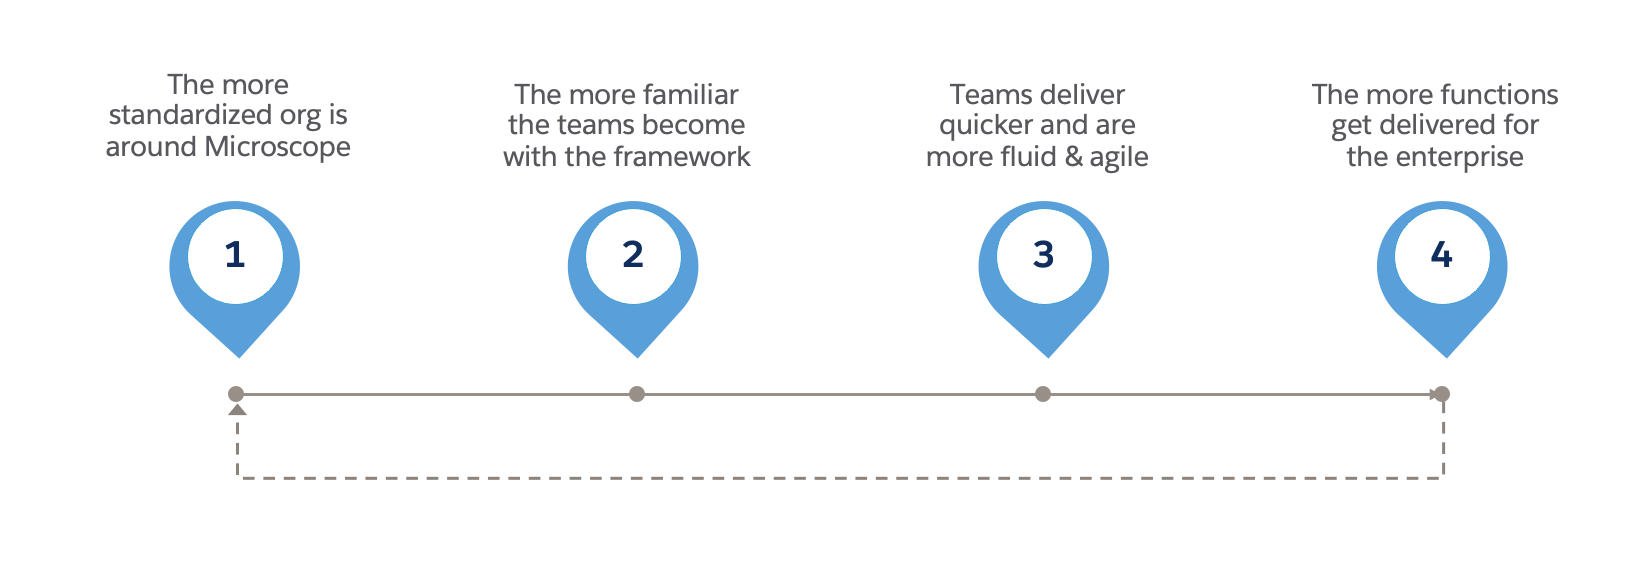 The more
standardized org is
around Microscope
The more familiar
the teams become
with the framework
Teams deliver
quicker and are
more fluid & agile
The more functions
get delivered for
the enterprise
1
2
3
4